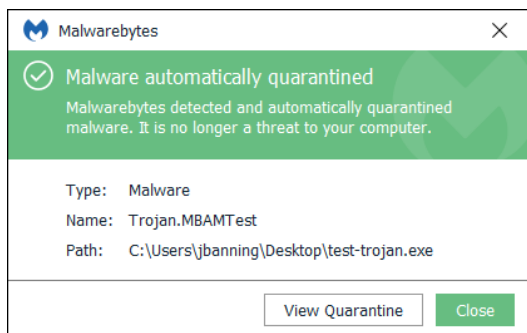 Malwarebytes
Malware automatically quarantined
Malwarebytes detected and automatically quarantined
malware. It is no longer a threat to your computer.
Type: Malware
Name: Trojan.MBAMTest
Path: C:\Users\jbanning\Desktop\test-trojan.exe
View Quarantine Close